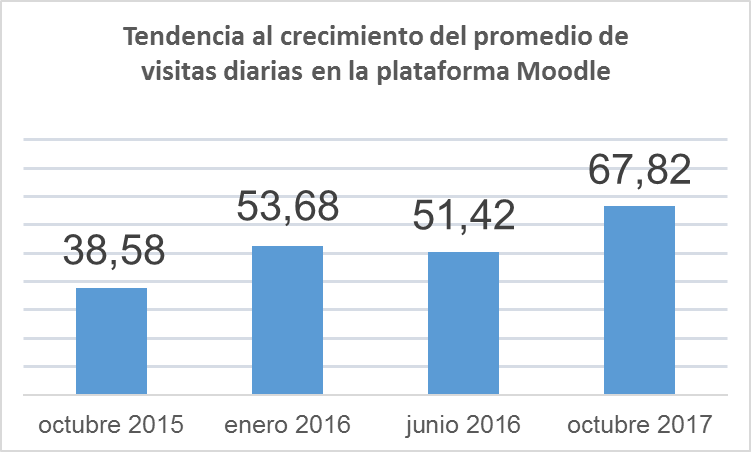 Tendencia al crecimiento del promedio de
visitas diarias en la plataforma Moodle
38,58
53,68
51,42
67,82
octubre 2015
enero 2016
junio 2016
octubre 2017